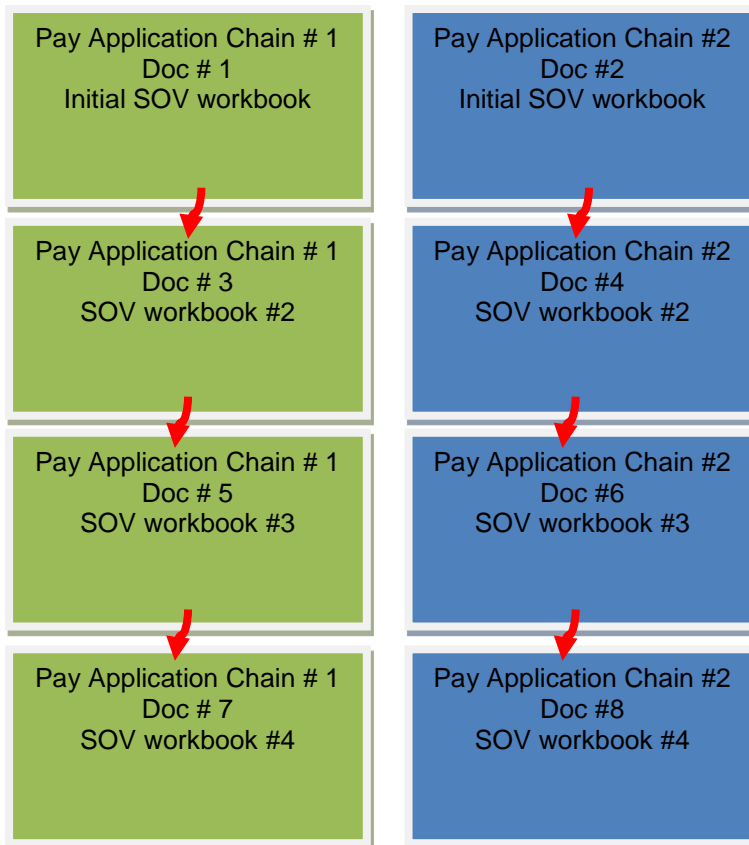 Pay Application Chain # 1
Doc # 1
Initial SOV workbook
Pay Application Chain #2
Doc #2
Initial SOV workbook
Pay Application Chain # 1
Doc # 3
SOV workbook #2
Pay Application Chain #2
Doc #4
SOV workbook #2
Pay Application Chain # 1
Doc # 5
SOV workbook #3
Pay Application Chain #2
Doc #6
SOV workbook #3
Pay Application Chain # 1
Doc # 7
SOV workbook #4
Pay Application Chain #2
Doc #8
SOV workbook #4